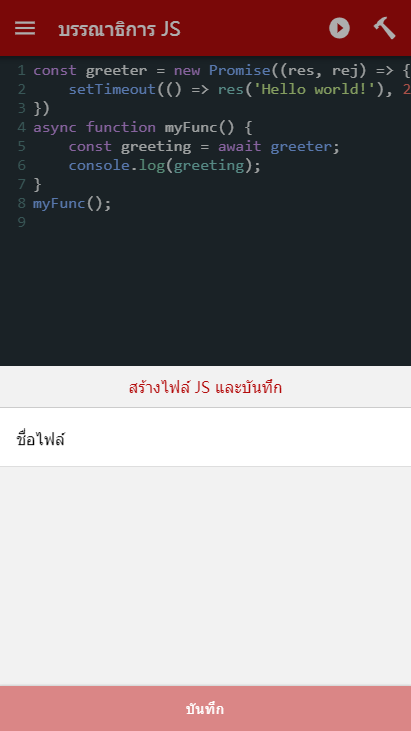 บรรณาธิการ JS
1 const greeter = new Promise((res, rej) => {
2 setTimeout(() => res('Hello world!'), 2
3 })
4 async function myFunc() {
5 const greeting = await greeter;
6 console.log(greeting);
7 }
8 myFunc();
9
สร้างไฟล์ JS และบันทึก
ชื่อไฟล์
บันทึก